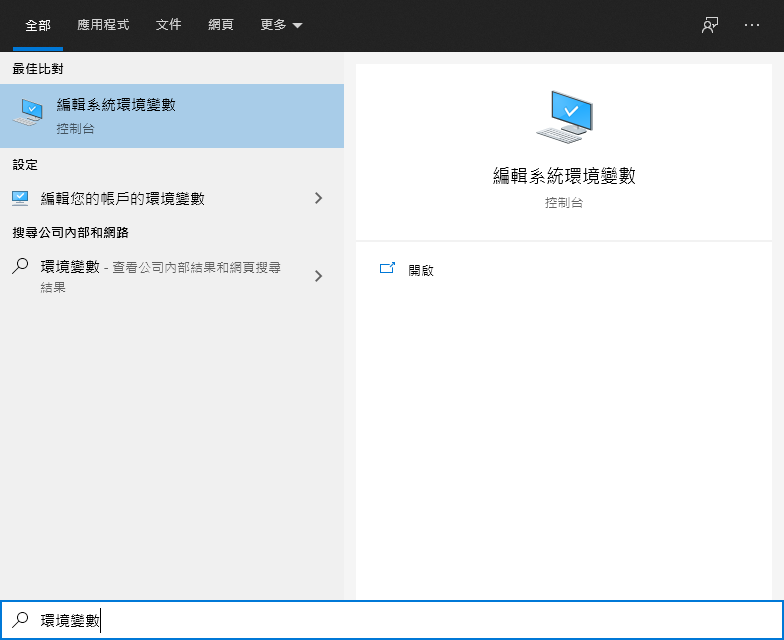 全部 應用程式 文件 網頁 更多
最佳比對
編輯系統環境變數
控制台
設定
編輯您的帳戶的環境變數
搜尋公司內部和網路
環境變數 - 查看公司內部結果和網頁搜尋
結果
編輯系統環境變數
控制台
開啟
環境變數